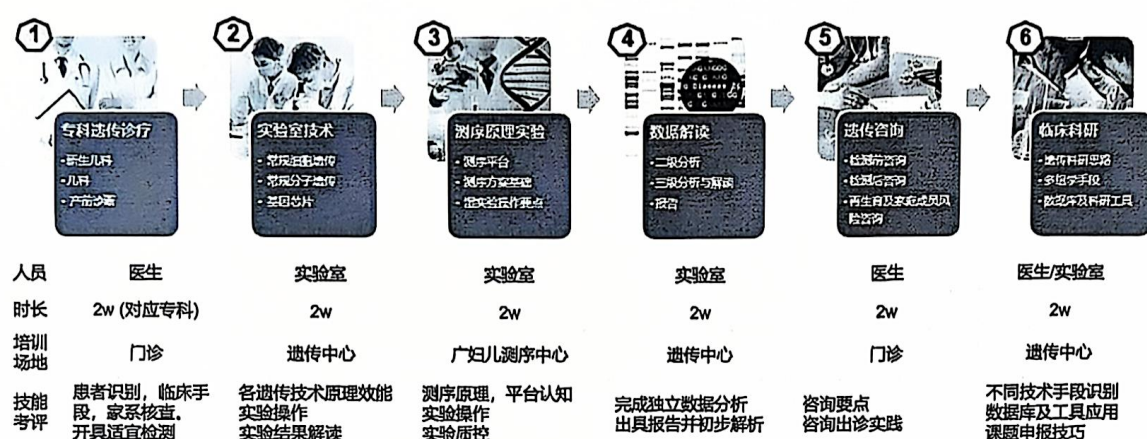 1
2
3
4
5
6
专科遗传诊疗
·新生儿科
·儿科
·产前诊断
实验室技术
·常规细胞遗传
·常规分子遗传
·基因芯片
测序原理实验
·测序平台
·测序方案基础
·湿实验操作要点
数据解读
·二级分析
·三级分析与解读
·报告
遗传咨询
·检测前咨询
·检测后咨询
·再生育及家庭成员风
险咨询
临床科研
·遗传科研思路
·多组学手段
·数据库及科研工具
人员 医生 实验室 实验室 实验室 医生 医生/实验室
时长 2w (对应专科) 2w 2w 2w 2w 2w
培训
场地 门诊 遗传中心 广妇儿测序中心 遗传中心 门诊 遗传中心
技能
考评
患者识别，临床手
段，家系核查。
开具适宜检测
各遗传技术原理效能
实验操作
实验结果解读
测序原理，平台认知
实验操作
实验质控
完成独立数据分析
出具报告并初步解析
咨询要点
咨询出诊实践
不同技术手段识别
数据库及工具应用
课题申报技巧